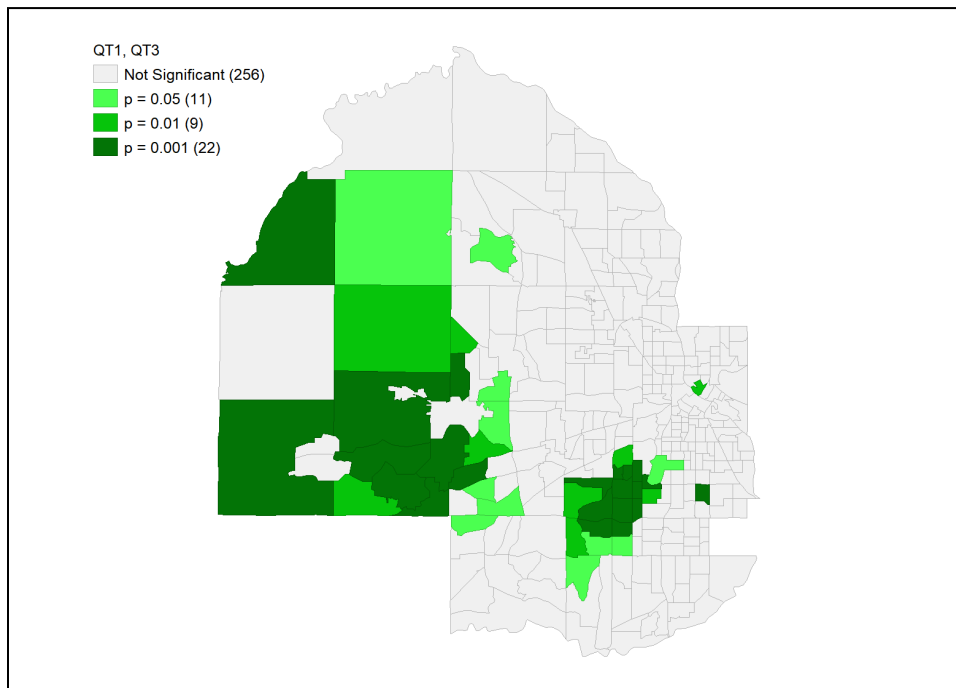 QT1, QT3
Not Significant (256)
p = 0.05 (11)
p = 0.01 (9)
p = 0.001 (22)